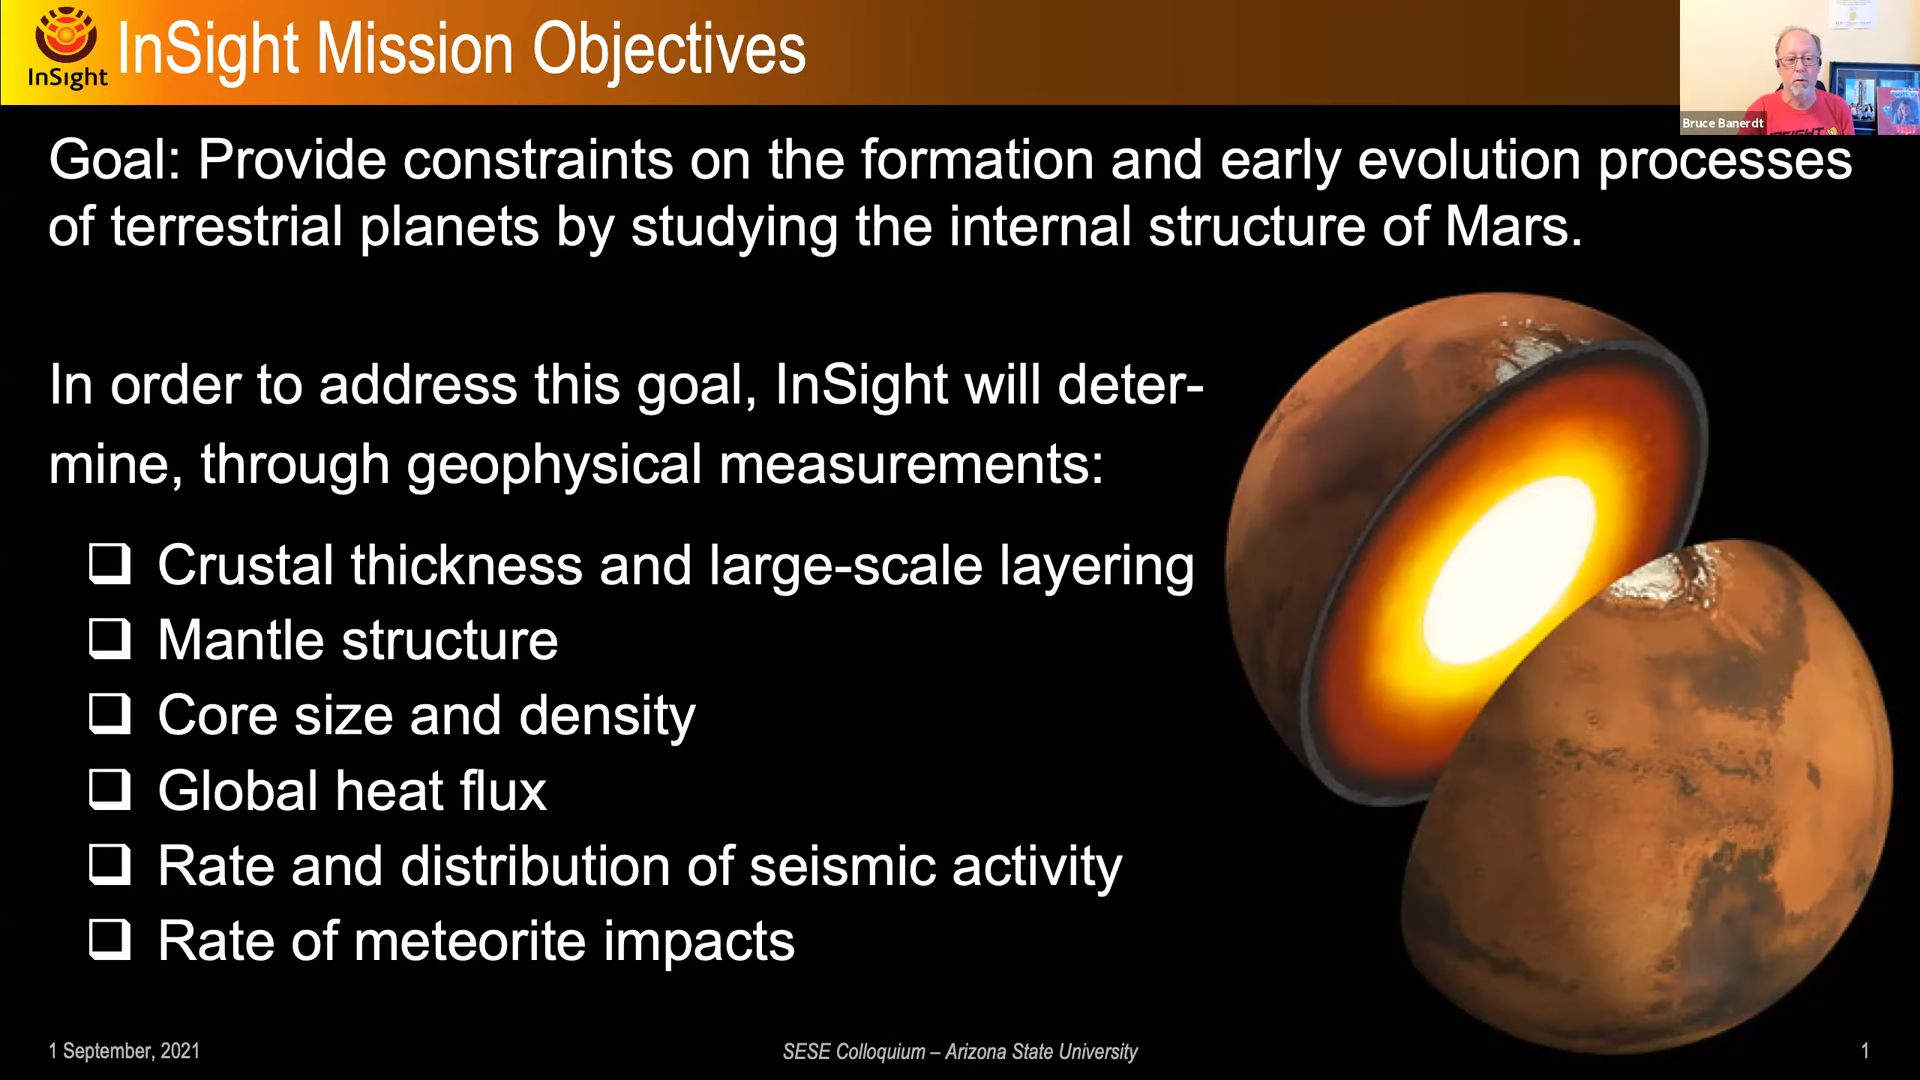 InSight
InSight Mission Objectives
Bruce Banerdt
Goal: Provide constraints on the formation and early evolution processes
of terrestrial planets by studying the internal structure of Mars.
In order to address this goal, InSight will deter-
mine, through geophysical measurements:
❑ Crustal thickness and large-scale layering
❑ Mantle structure
❑ Core size and density
❑ Global heat flux
❑ Rate and distribution of seismic activity
❑ Rate of meteorite impacts
1 September, 2021
SESE Colloquium – Arizona State University
1